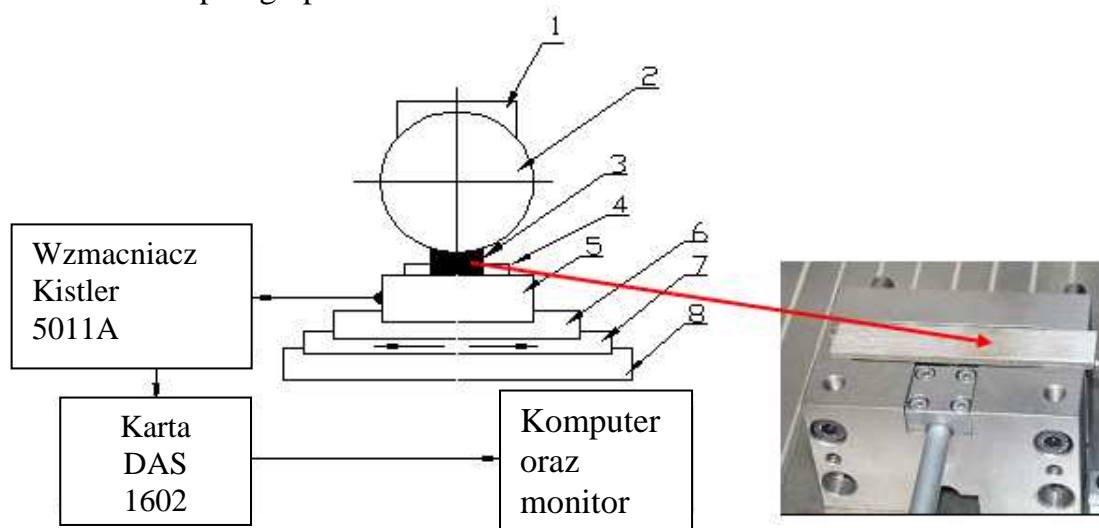 1
2
3
4
5
6
7
8
Wzmacniacz
Kistler
5011A
Karta
DAS
1602
Komputer
oraz
monitor